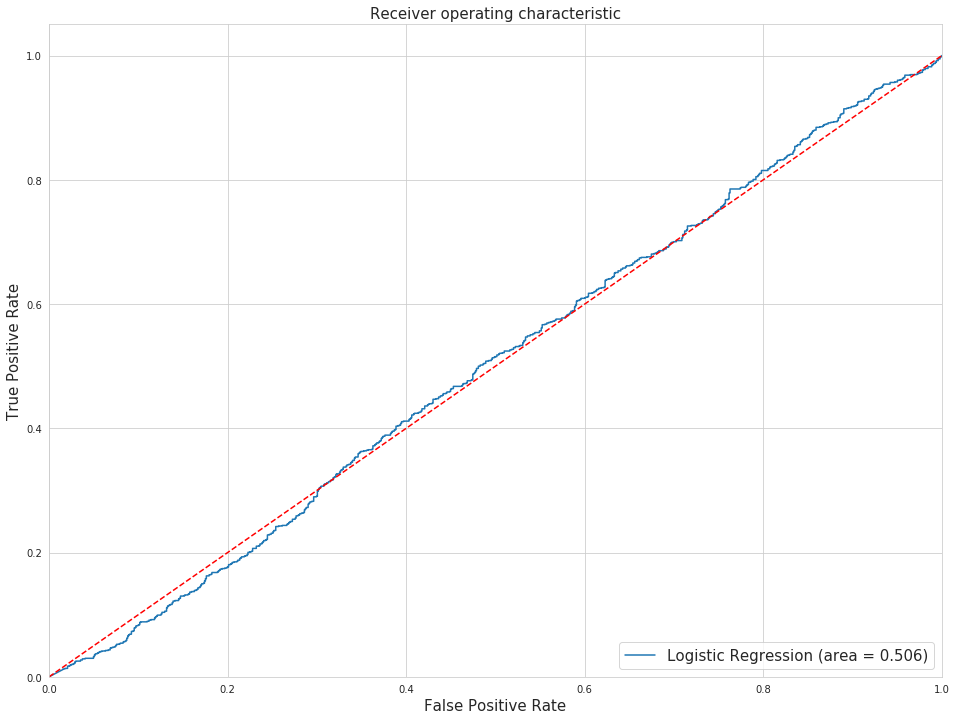 Receiver operating characteristic
True Positive Rate
1.0
0.8
0.6
0.4
0.2
0.0
0.0 0.2 0.4 0.6 0.8 1.0
False Positive Rate
Logistic Regression (area = 0.506)